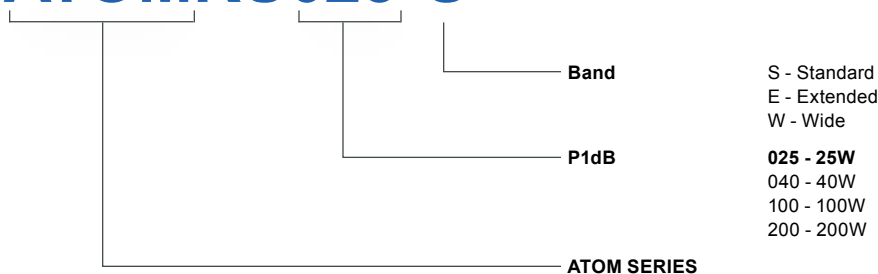 Band S - Standard
E - Extended
W - Wide
P1dB 025 - 25W
040 - 40W
100 - 100W
200 - 200W
ATOM SERIES